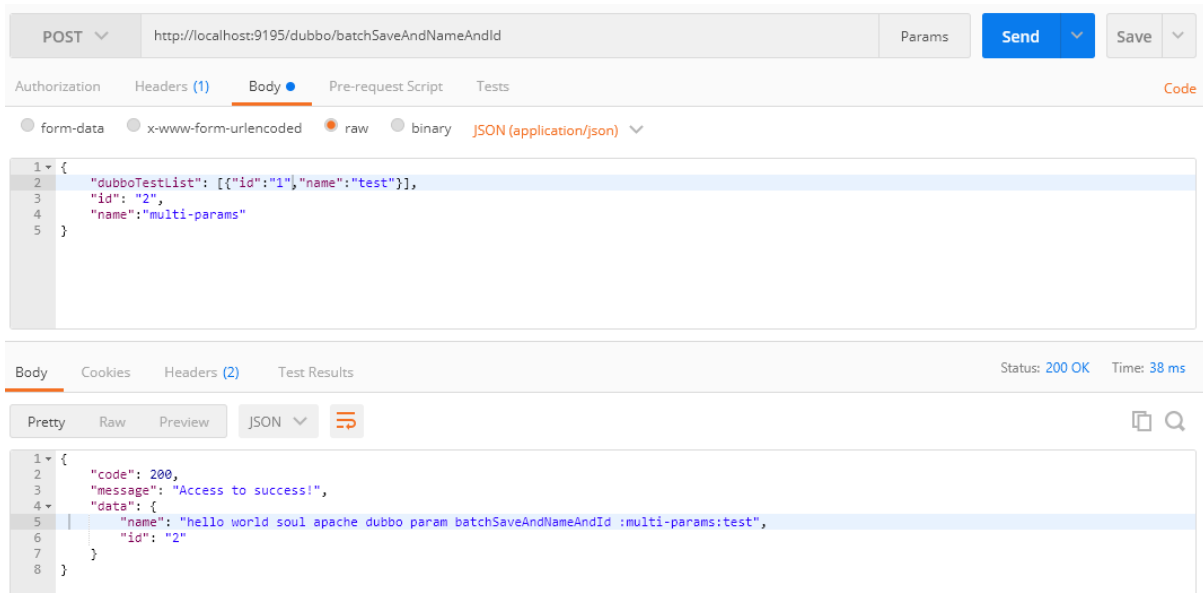 POST http://localhost:9195/dubbo/batchSaveAndNameAndId Params Send Save
Authorization Headers (1) Body Pre-request Script Tests Code
form-data x-www-form-urlencoded raw binary JSON (application/json)
1 {
2 "dubboTestList": [{"id":"1","name":"test"}],
3 "id": "2",
4 "name":"multi-params"
5 }
Body Cookies Headers (2) Test Results Status: 200 OK Time: 38 ms
Pretty Raw Preview JSON
1 {
2 "code": 200,
3 "message": "Access to success!",
4 "data": {
5 "name": "hello world soul apache dubbo param batchSaveAndNameAndId :multi-params:test",
6 "id": "2"
7 }
8 }